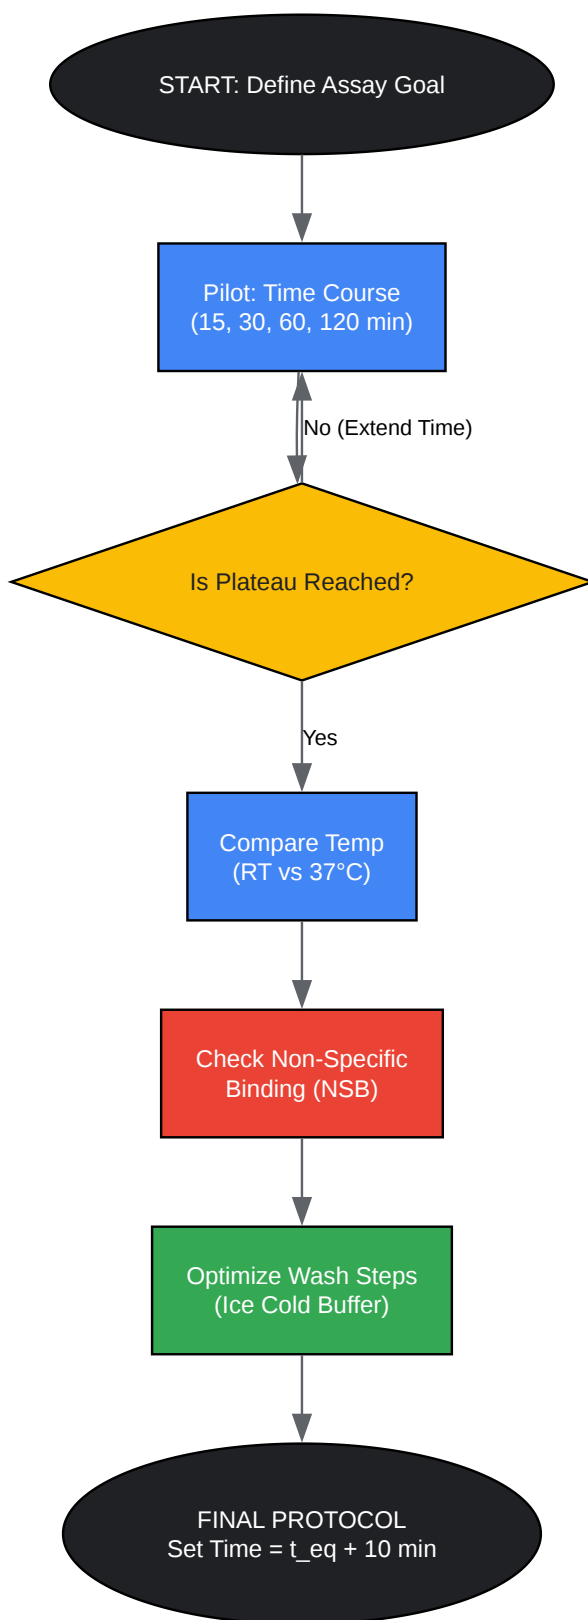 START: Define Assay Goal
Pilot: Time Course
(15, 30, 60, 120 min)
No (Extend Time)
Is Plateau Reached?
Yes
Compare Temp
(RT vs 37°C)
Check Non-Specific
Binding (NSB)
Optimize Wash Steps
(Ice Cold Buffer)
FINAL PROTOCOL
Set Time = t_eq + 10 min